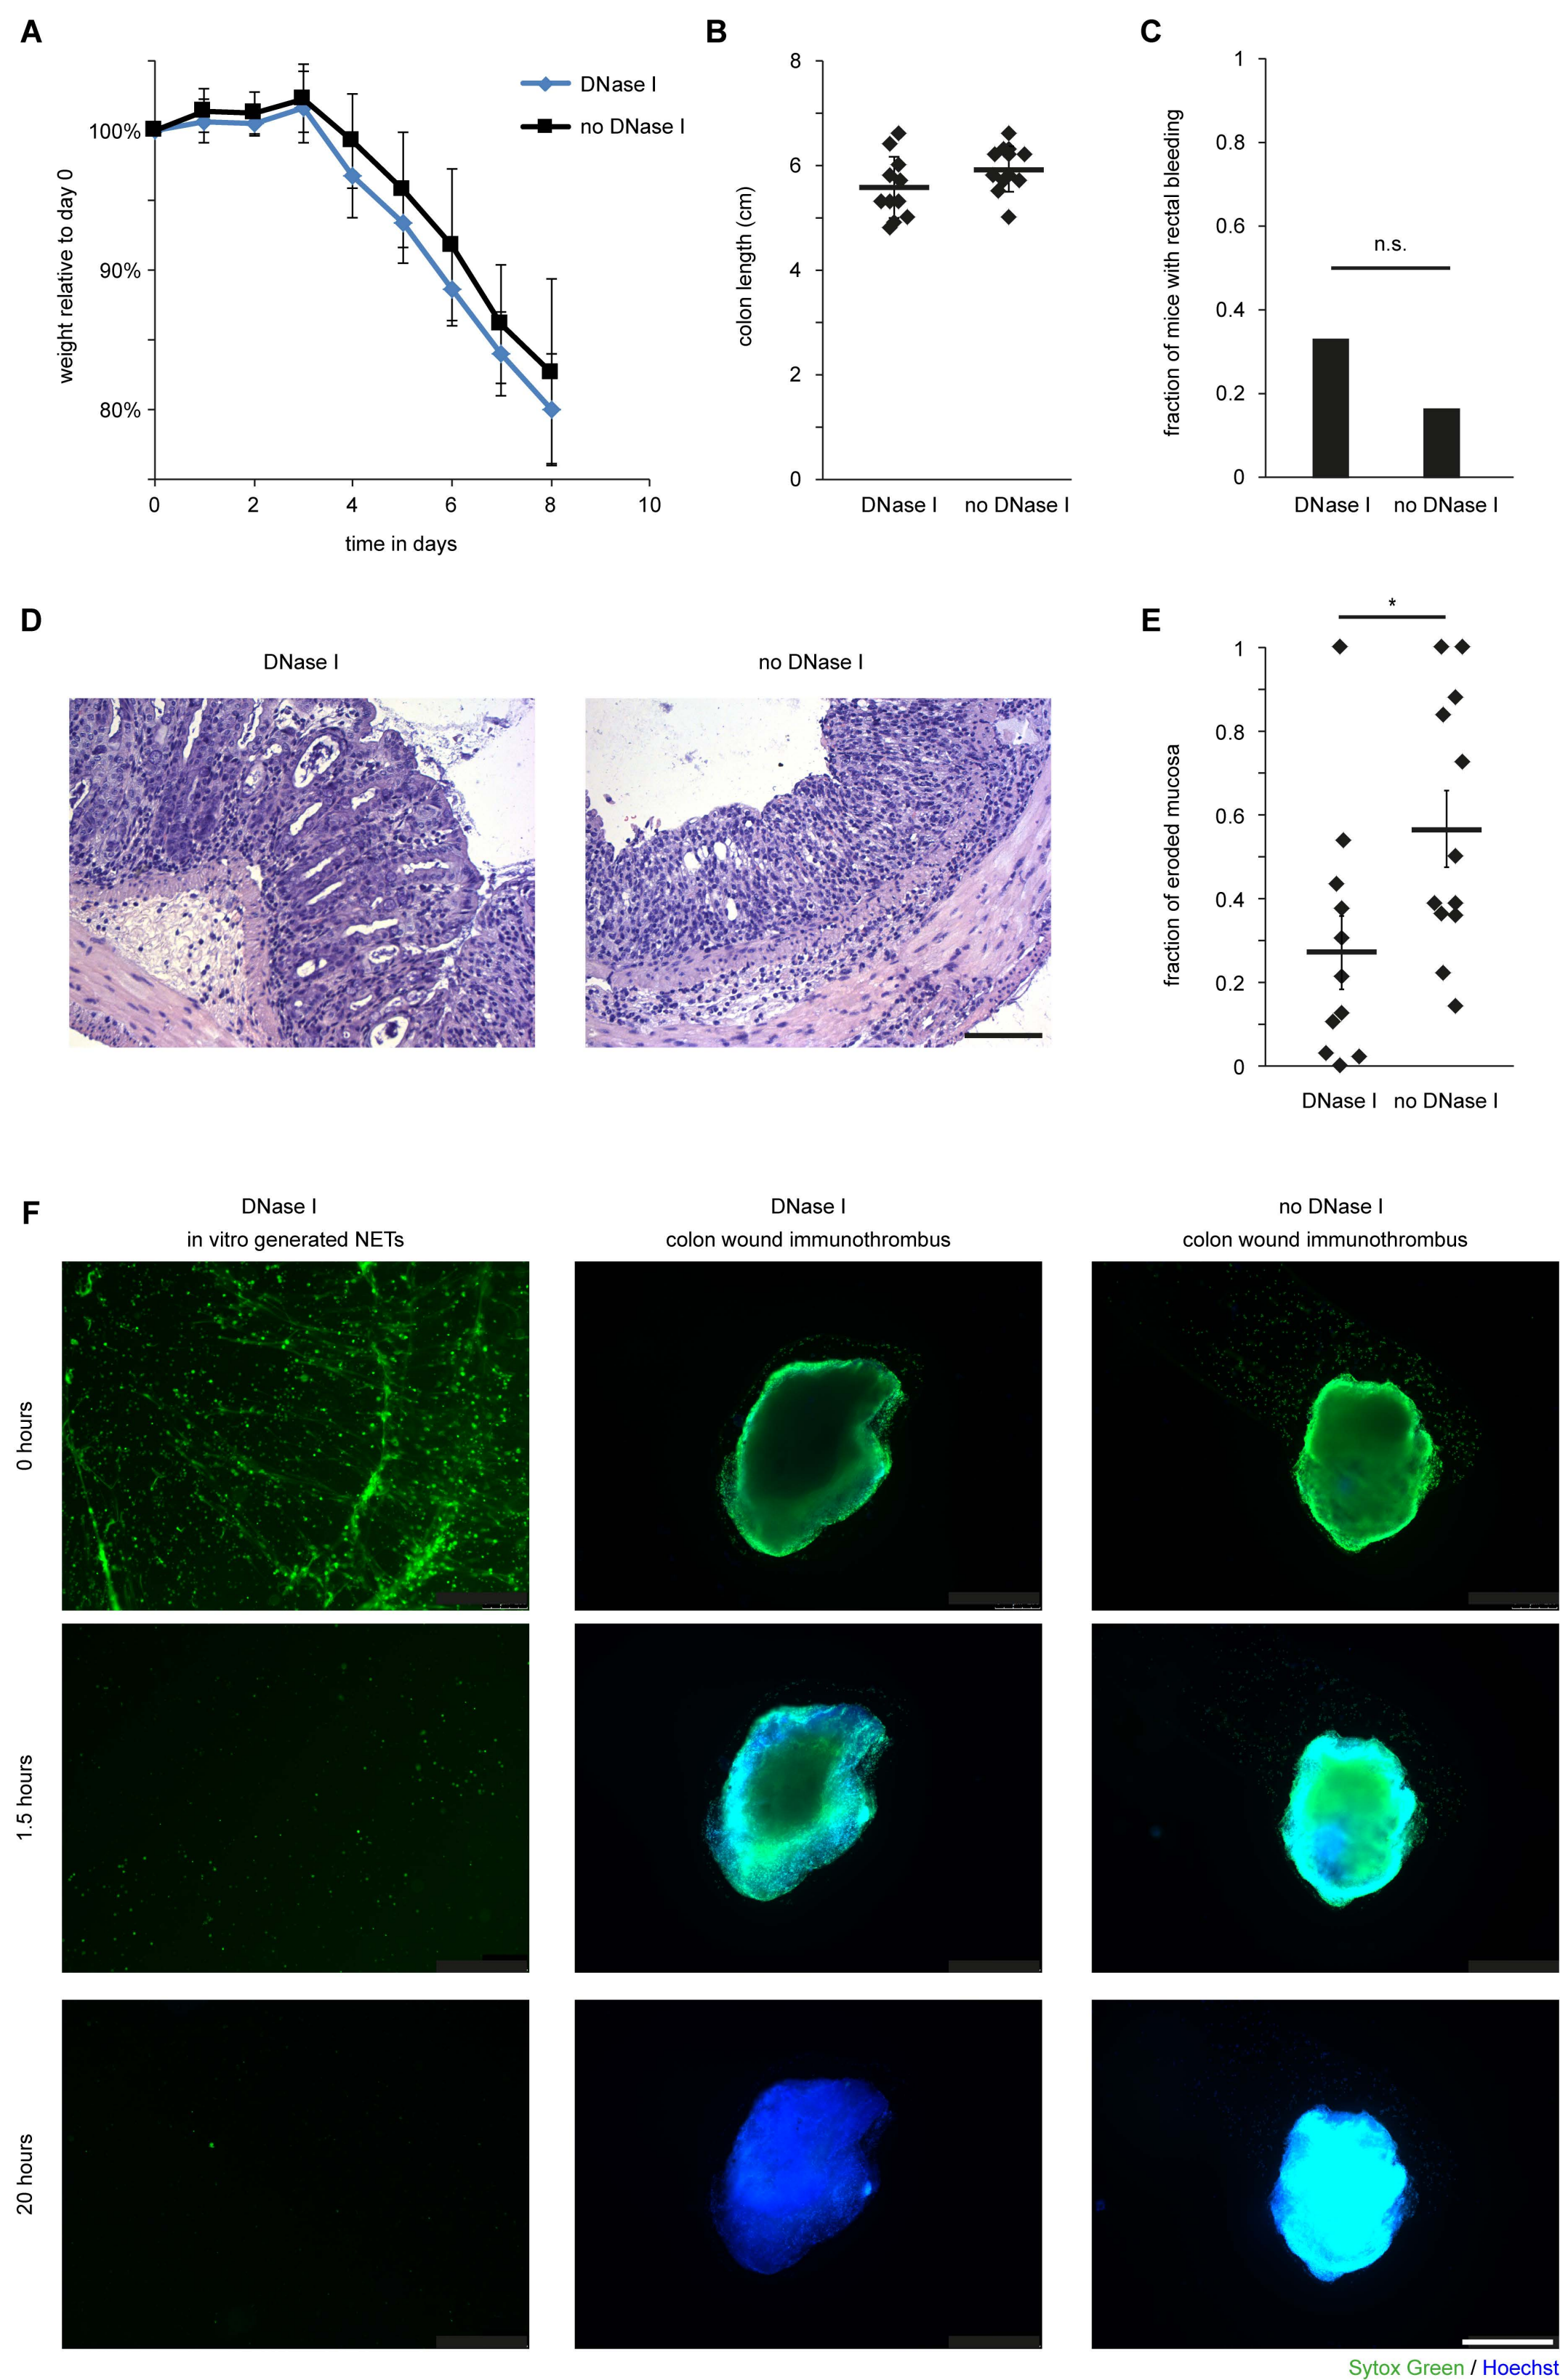 A
DNase I
no DNase I
weight relative to day 0
100%
90%
80%
0 2 4 6 8 10
time in days
B
colon length (cm)
8
6
4
2
0
DNase I no DNase I
C
fraction of mice with rectal bleeding
1
0.8
0.6
0.4
0.2
0
n.s.
DNase I no DNase I
D
DNase I
no DNase I
E
*
fraction of eroded mucosa
1
0.8
0.6
0.4
0.2
0
DNase I no DNase I
F
DNase I
in vitro generated NETs
DNase I
colon wound immunothrombus
no DNase I
colon wound immunothrombus
0 hours
1.5 hours
20 hours
Sytox Green / Hoechst